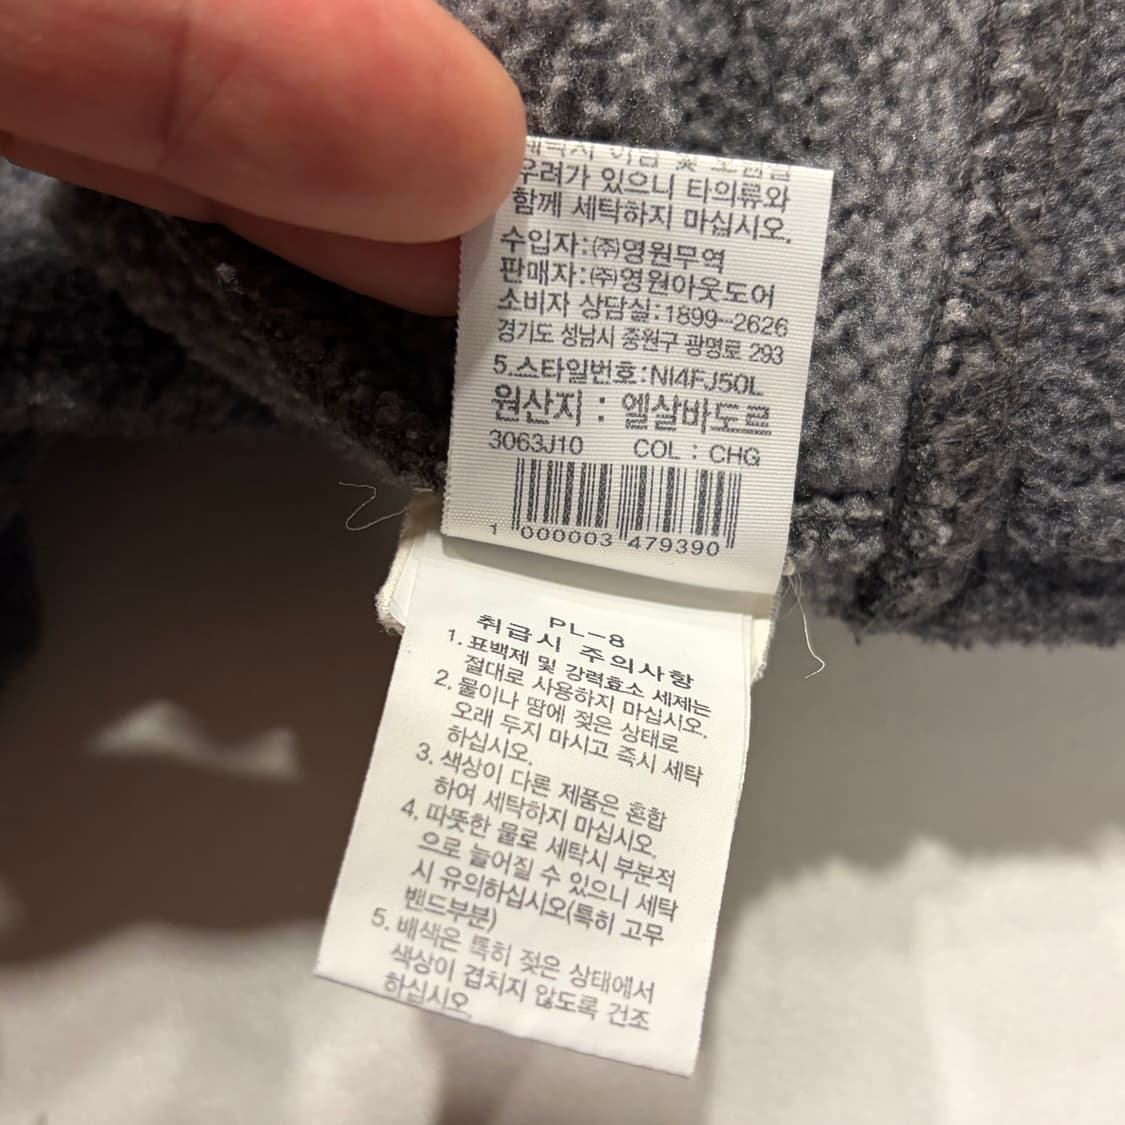 우려가 있으니 타의류와
함께 세탁하지 마십시오.
수입자:㈜영원무역
판매자:㈜영원아웃도어
소비자 상담실:1899-2626
경기도 성남시 중원구 광명로 293
5.스타일번호:NI4FJ50L
원산지 : 엘살바도르
3063J10 COL : CHG
1 000003 479390
PL-8
취급시 주의사항
1. 표백제 및 강력효소 세제는
절대로 사용하지 마십시오.
2. 물이나 땀에 젖은 상태로
오래 두지 마시고 즉시 세탁
하십시오.
3. 색상이 다른 제품은 혼합
하여 세탁하지 마십시오.
4. 따뜻한 물로 세탁시 부분적
으로 늘어질 수 있으니 세탁
시 유의하십시오(특히 고무
밴드부분)
5. 배색은 특히 젖은 상태에서
색상이 겹치지 않도록 건조
하십시오.